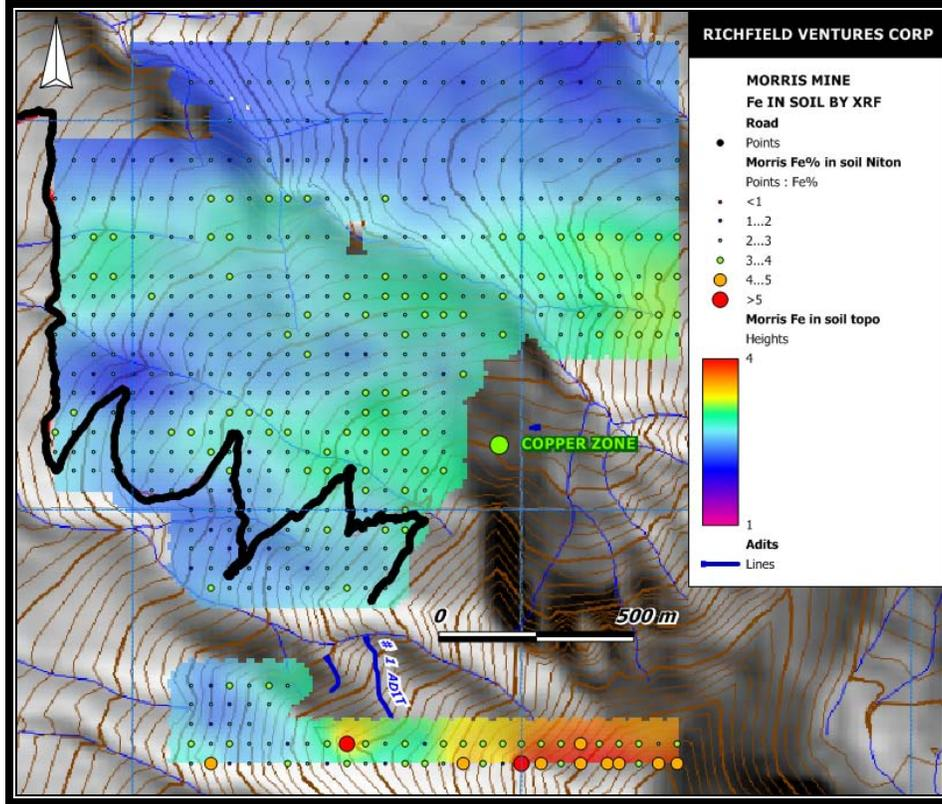 RICHFIELD VENTURES CORP
MORRIS MINE
Fe IN SOIL BY XRF
Road
Points
Morris Fe% in soil Niton
Points : Fe%
<1
1...2
2...3
3...4
4...5
>5
Morris Fe in soil topo
Heights
4
1
Adits
Lines
COPPER ZONE
0 500 m
# 1 ADIT